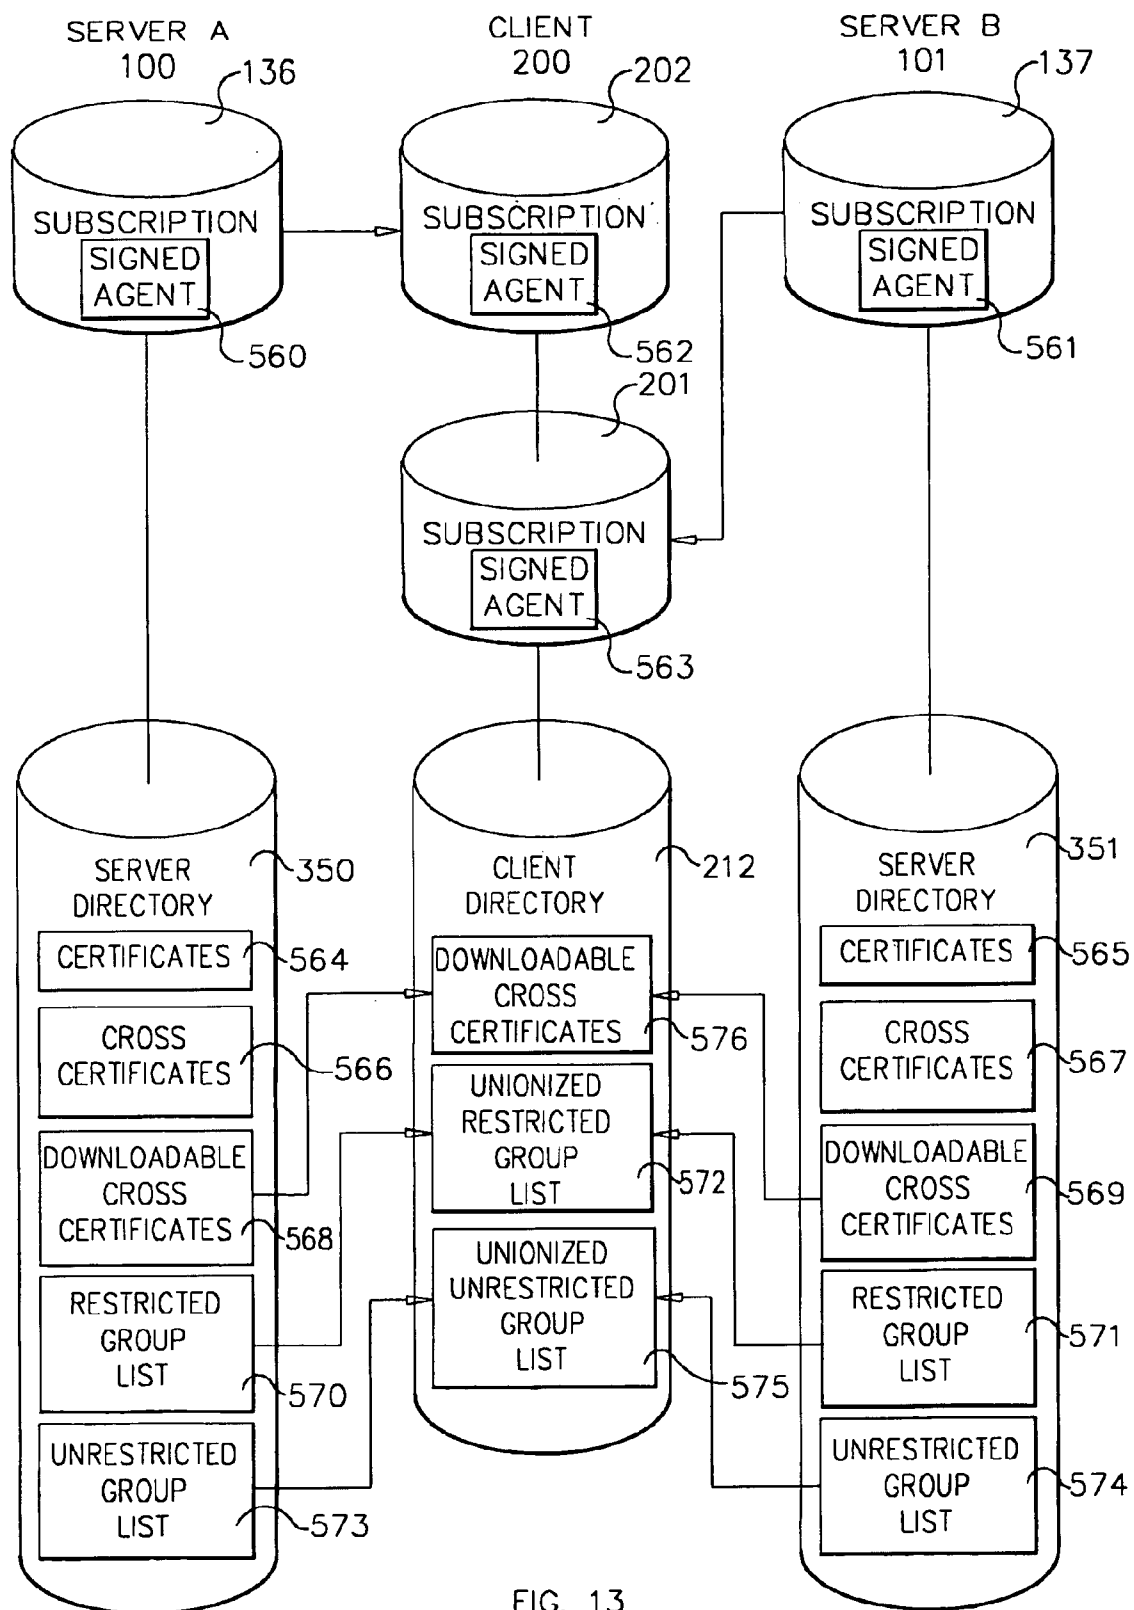 SERVER A
100
136
SUBSCRIPTION
SIGNED
AGENT
560
CLIENT
200
202
SUBSCRIPTION
SIGNED
AGENT
562
SERVER B
101
137
SUBSCRIPTION
SIGNED
AGENT
561
201
SUBSCRIPTION
SIGNED
AGENT
563
350
SERVER
DIRECTORY
CERTIFICATES
564
CROSS
CERTIFICATES
566
DOWNLOADABLE
CROSS
CERTIFICATES
568
RESTRICTED
GROUP
LIST
570
UNRESTRICTED
GROUP
LIST
573
212
CLIENT
DIRECTORY
DOWNLOADABLE
CROSS
CERTIFICATES
576
UNIONIZED
RESTRICTED
GROUP
LIST
572
UNIONIZED
UNRESTRICTED
GROUP
LIST
575
351
SERVER
DIRECTORY
CERTIFICATES
565
CROSS
CERTIFICATES
567
DOWNLOADABLE
CROSS
CERTIFICATES
569
RESTRICTED
GROUP
LIST
571
UNRESTRICTED
GROUP
LIST
574
FIG. 13